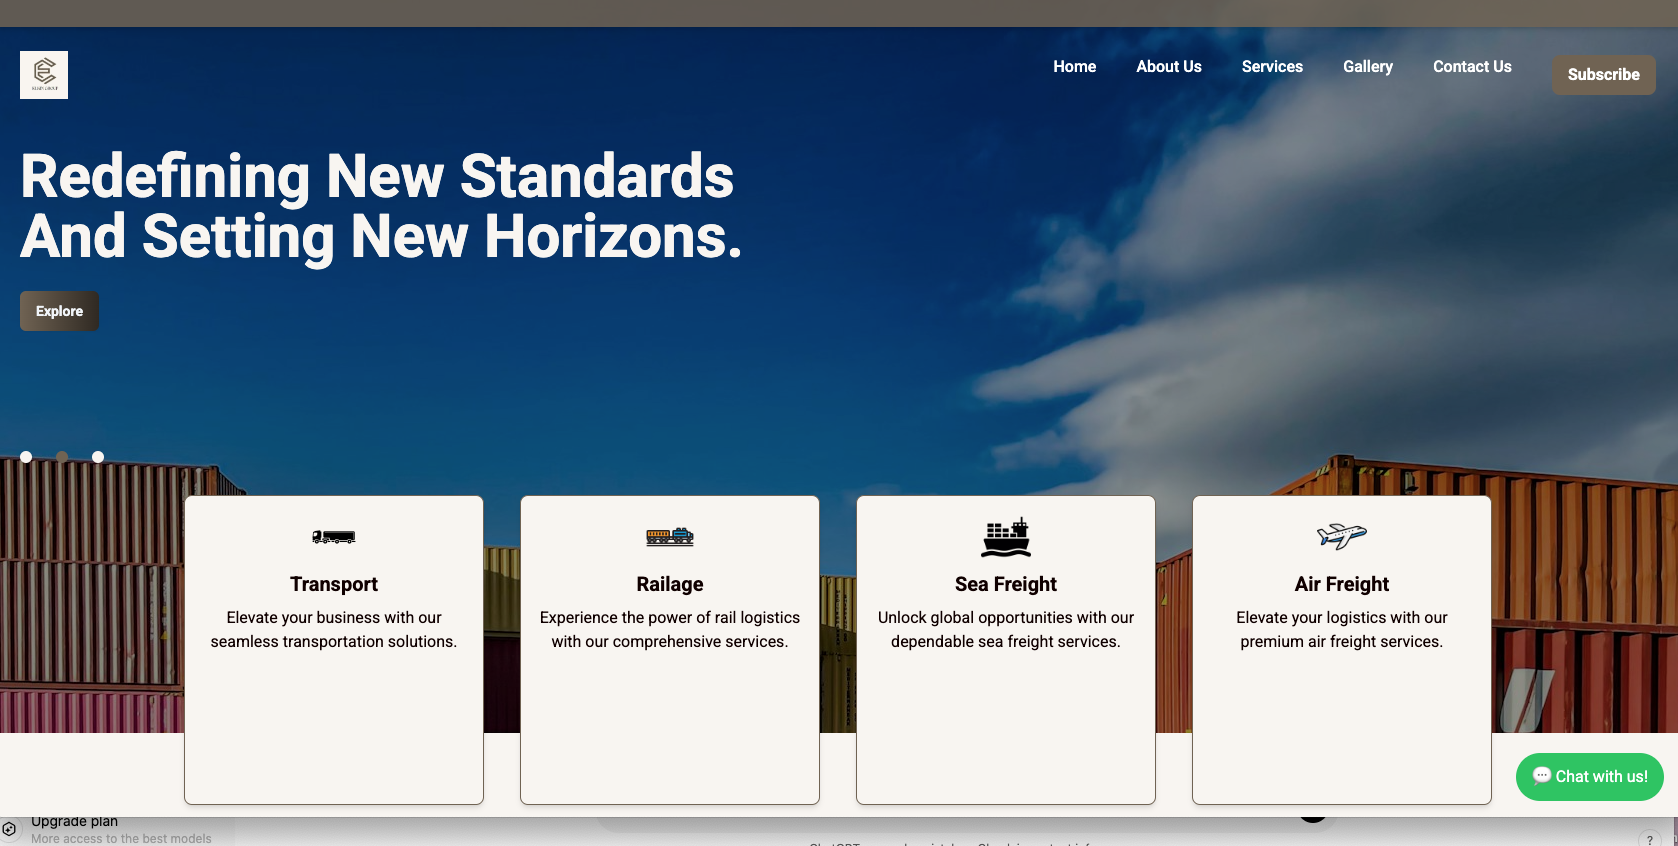 ELGIN GROUP
Home
About Us
Services
Gallery
Contact Us
Subscribe
Redefining New Standards
And Setting New Horizons.
Explore
Transport
Elevate your business with our
seamless transportation solutions.
Railage
Experience the power of rail logistics
with our comprehensive services.
Sea Freight
Unlock global opportunities with our
dependable sea freight services.
Air Freight
Elevate your logistics with our
premium air freight services.
💬 Chat with us!
Upgrade plan
More access to the best models
?